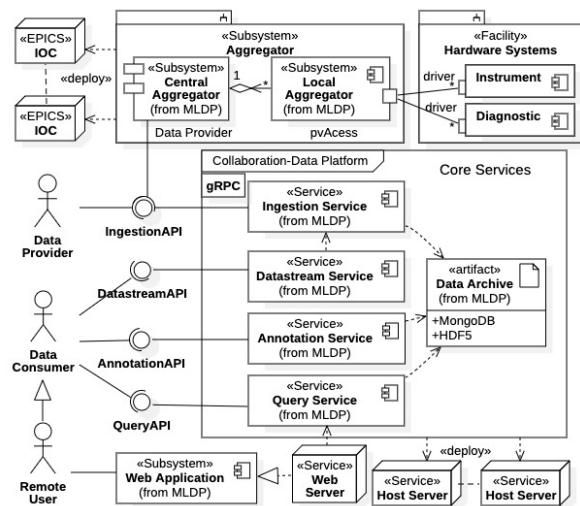 «EPICS»
IOC
«deploy»
«EPICS»
IOC
«Subsystem»
Aggregator
«Subsystem»
Central
Aggregator
(from MLDP)
1
*
«Subsystem»
Local
Aggregator
(from MLDP)
Data Provider
pvAcess
«Facility»
Hardware Systems
driver
*
Instrument
driver
*
Diagnostic
Collaboration-Data Platform
Core Services
gRPC
Data
Provider
IngestionAPI
«Service»
Ingestion Service
(from MLDP)
DatastreamAPI
«Service»
Datastream Service
(from MLDP)
«artifact»
Data Archive
(from MLDP)
+MongoDB
+HDF5
Data
Consumer
AnnotationAPI
«Service»
Annotation Service
(from MLDP)
QueryAPI
«Service»
Query Service
(from MLDP)
Remote
User
«Subsystem»
Web Application
(from MLDP)
«Service»
Web
Server
«deploy»
«Service»
Host Server
«Service»
Host Server